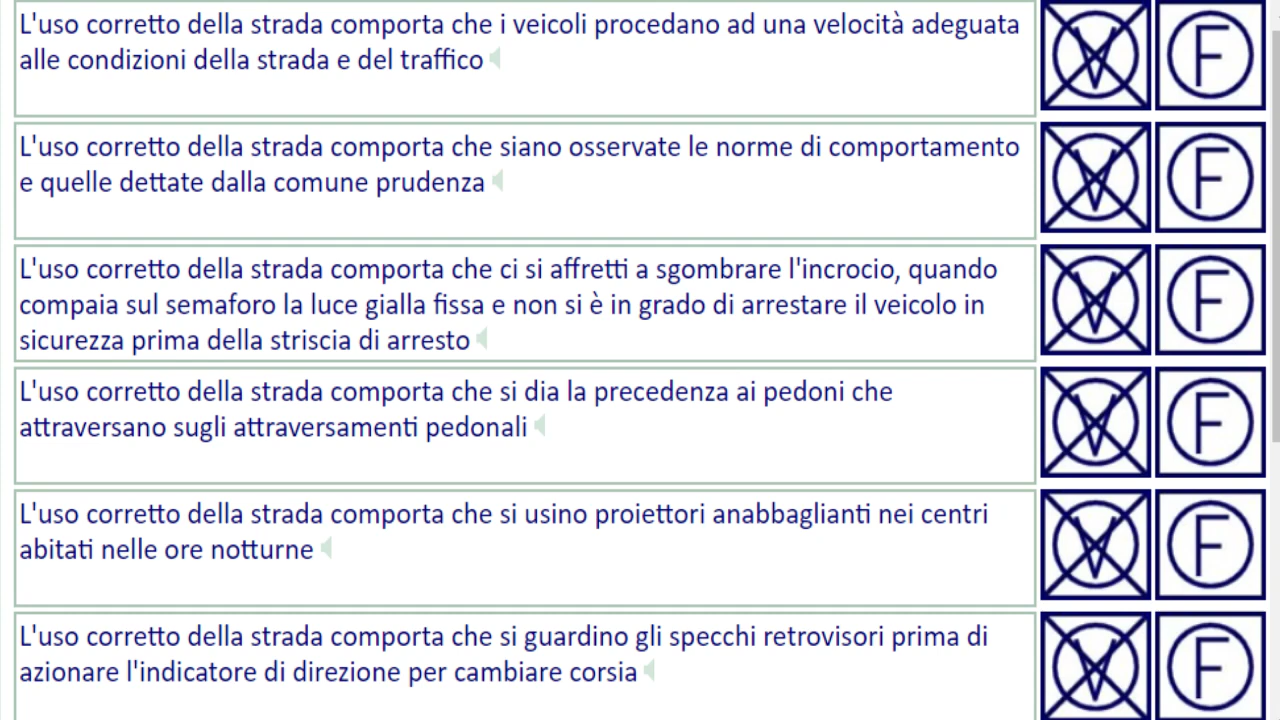 L'uso corretto della strada comporta che i veicoli procedano ad una velocità adeguata
alle condizioni della strada e del traffico
V F
L'uso corretto della strada comporta che siano osservate le norme di comportamento
e quelle dettate dalla comune prudenza
V F
L'uso corretto della strada comporta che ci si affretti a sgombrare l'incrocio, quando
compaia sul semaforo la luce gialla fissa e non si è in grado di arrestare il veicolo in
sicurezza prima della striscia di arresto
V F
L'uso corretto della strada comporta che si dia la precedenza ai pedoni che
attraversano sugli attraversamenti pedonali
V F
L'uso corretto della strada comporta che si usino proiettori anabbaglianti nei centri
abitati nelle ore notturne
V F
L'uso corretto della strada comporta che si guardino gli specchi retrovisori prima di
azionare l'indicatore di direzione per cambiare corsia
V F